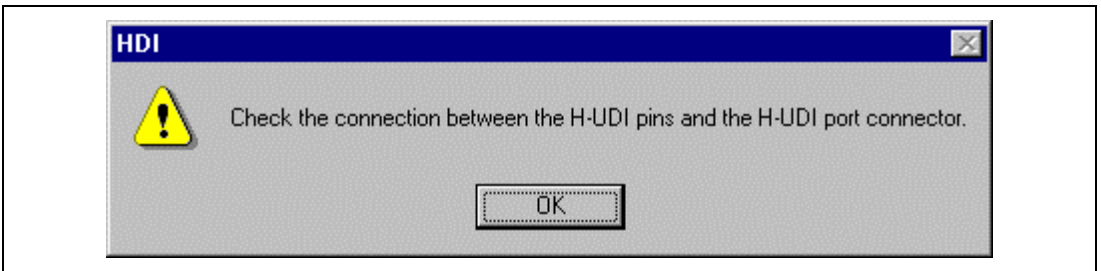 HDI
Check the connection between the H-UDI pins and the H-UDI port connector.
OK